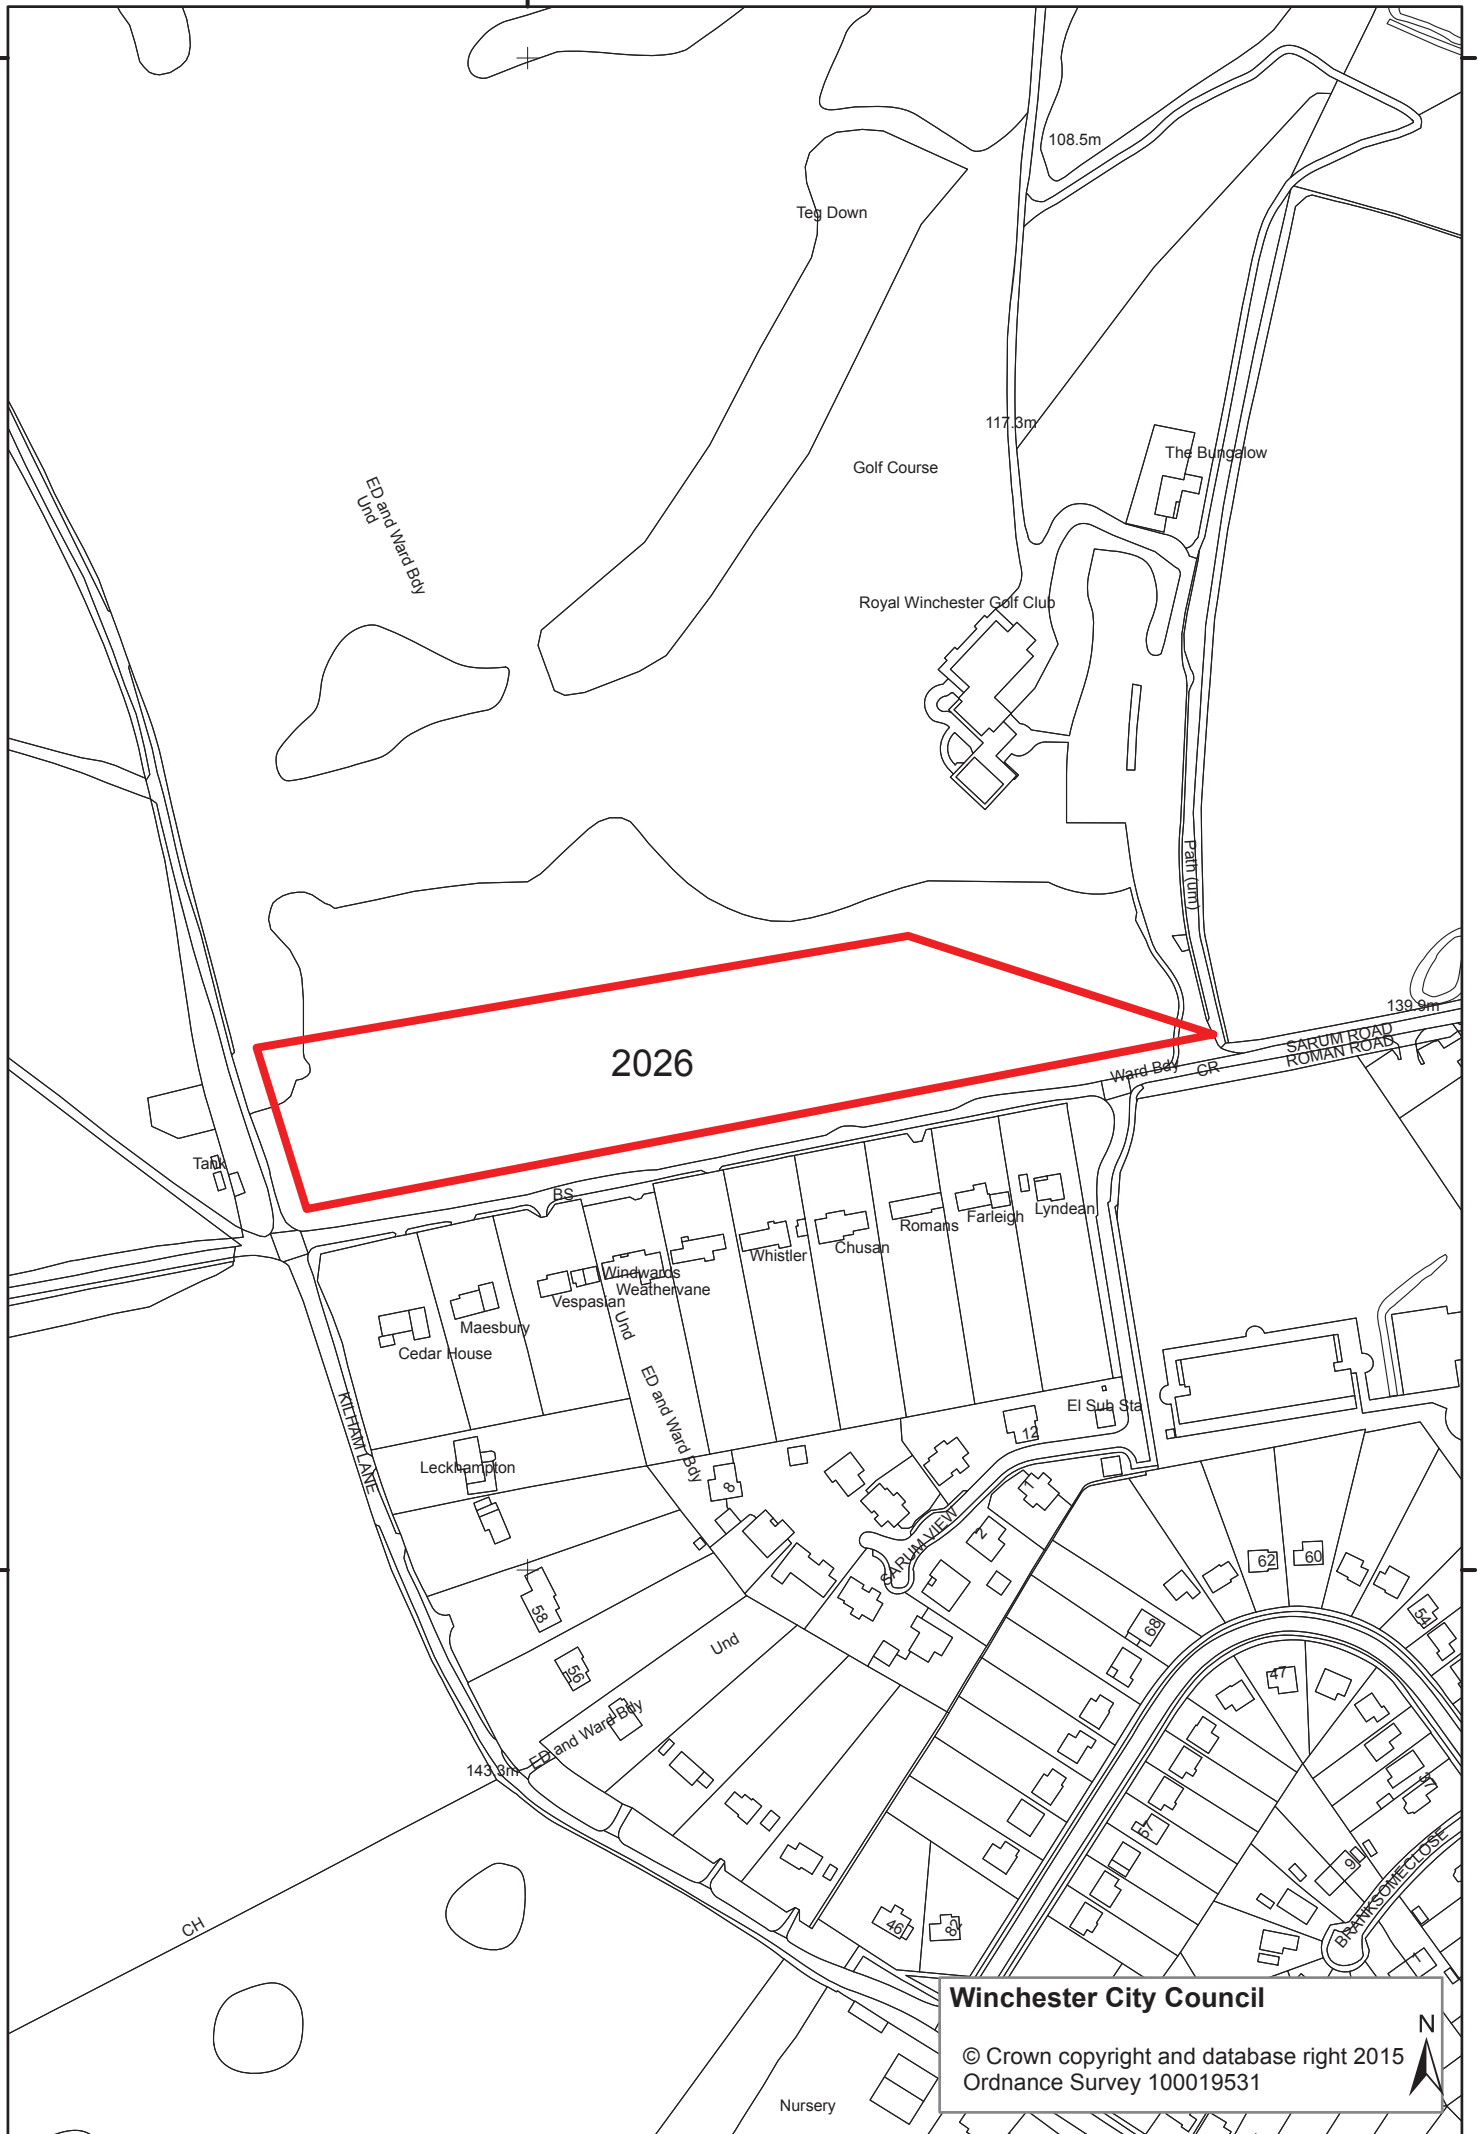 108.5m
Teg Down
117.3m
The Bungalow
Golf Course
ED and Ward Bdy
Und
Royal Winchester Golf Club
Path (um)
139.9m
SARUM ROAD
ROMAN ROAD
2026
Ward Bdy
CR
Tank
BS
Lyndean
Farleigh
Romans
Chusan
Whistler
Windwards
Weathervane
Vespasian
Maesbury
Cedar House
Und
ED and Ward Bdy
KILHAM LANE
El Sub Sta
12
Leckhampton
8
1
2
SARUM VIEW
62
60
54
58
68
56
Und
47
ED and Ward Bdy
143.3m
37
57
9
BRANKSOMECLOSE
46
82
CH
1
Winchester City Council
N
© Crown copyright and database right 2015
Ordnance Survey 100019531
Nursery